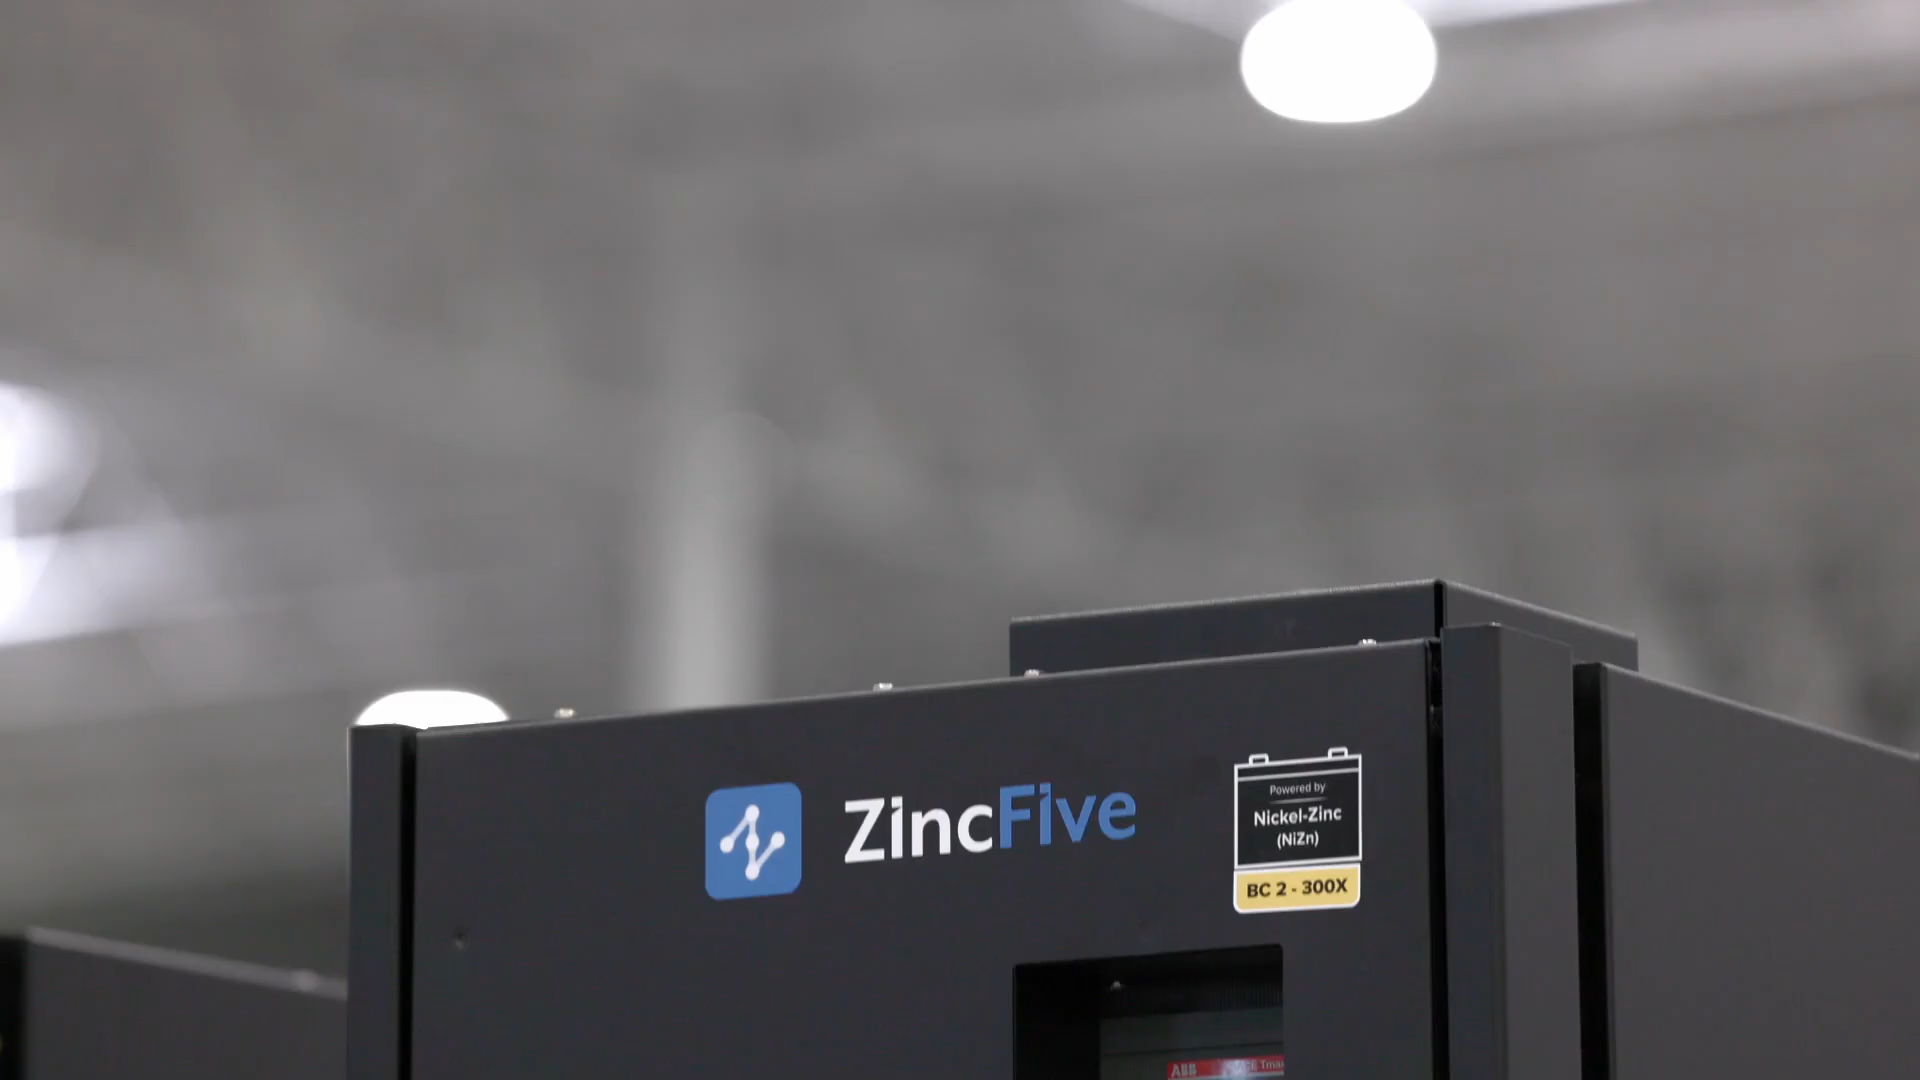 ZincFive
Powered by
Nickel-Zinc
(NiZn)
BC 2 - 300X
ABB